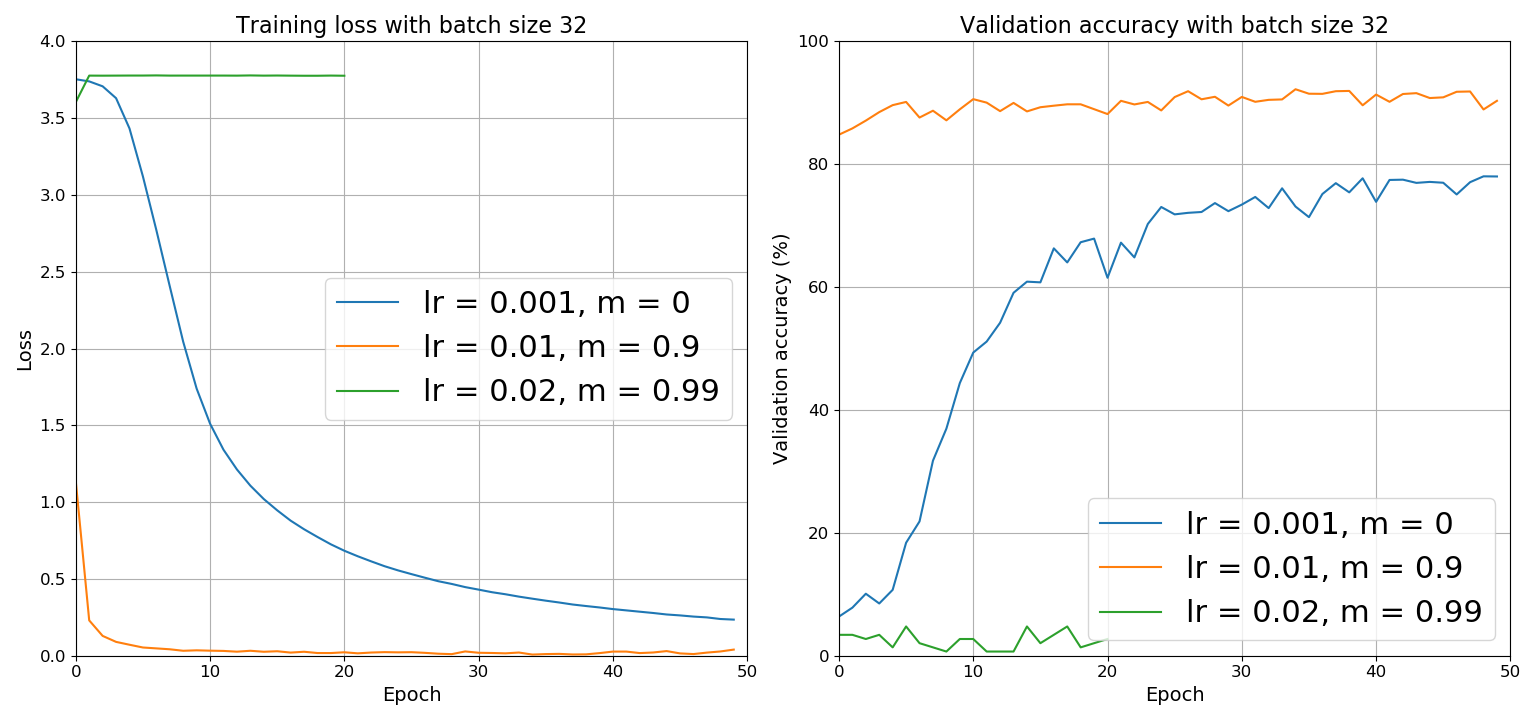 Training loss with batch size 32
4.0
3.5
3.0
2.5
2.0
1.5
1.0
0.5
0.0
Loss
lr = 0.001, m = 0
lr = 0.01, m = 0.9
lr = 0.02, m = 0.99
0 10 20 30 40 50
Epoch
Validation accuracy with batch size 32
100
80
60
40
20
0
Validation accuracy (%)
lr = 0.001, m = 0
lr = 0.01, m = 0.9
lr = 0.02, m = 0.99
0 10 20 30 40 50
Epoch